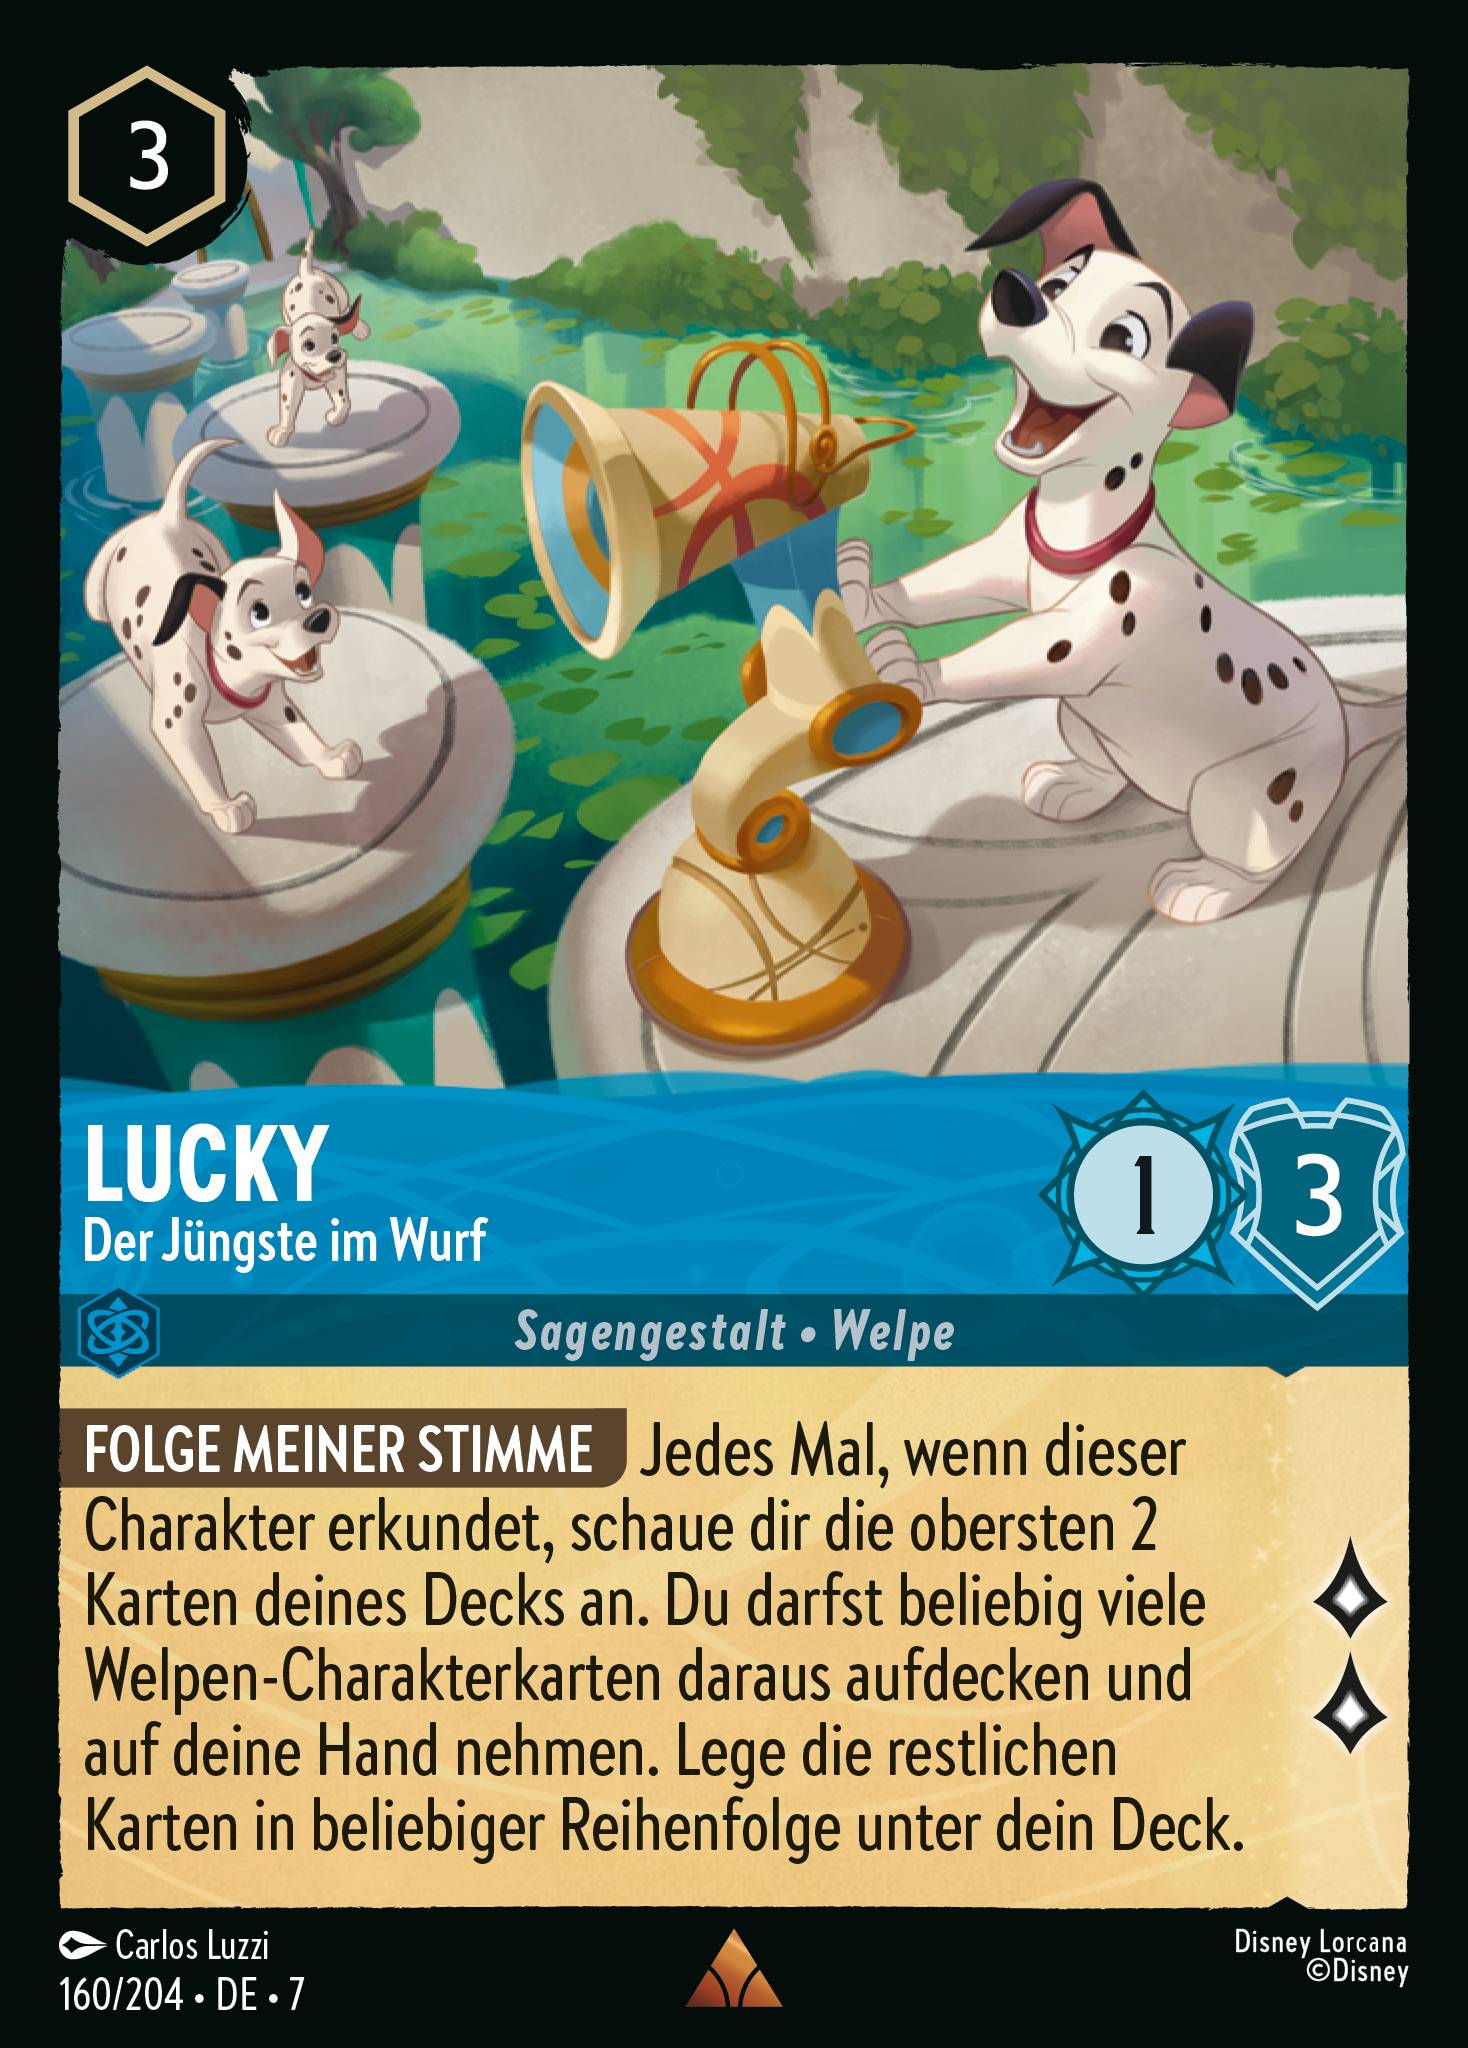 3
LUCKY
Der Jüngste im Wurf
1
3
Sagengestalt • Welpe
FOLGE MEINER STIMME Jedes Mal, wenn dieser
Charakter erkundet, schaue dir die obersten 2
Karten deines Decks an. Du darfst beliebig viele
Welpen-Charakterkarten daraus aufdecken und
auf deine Hand nehmen. Lege die restlichen
Karten in beliebiger Reihenfolge unter dein Deck.
Carlos Luzzi
160/204 • DE • 7
Disney Lorcana
©Disney